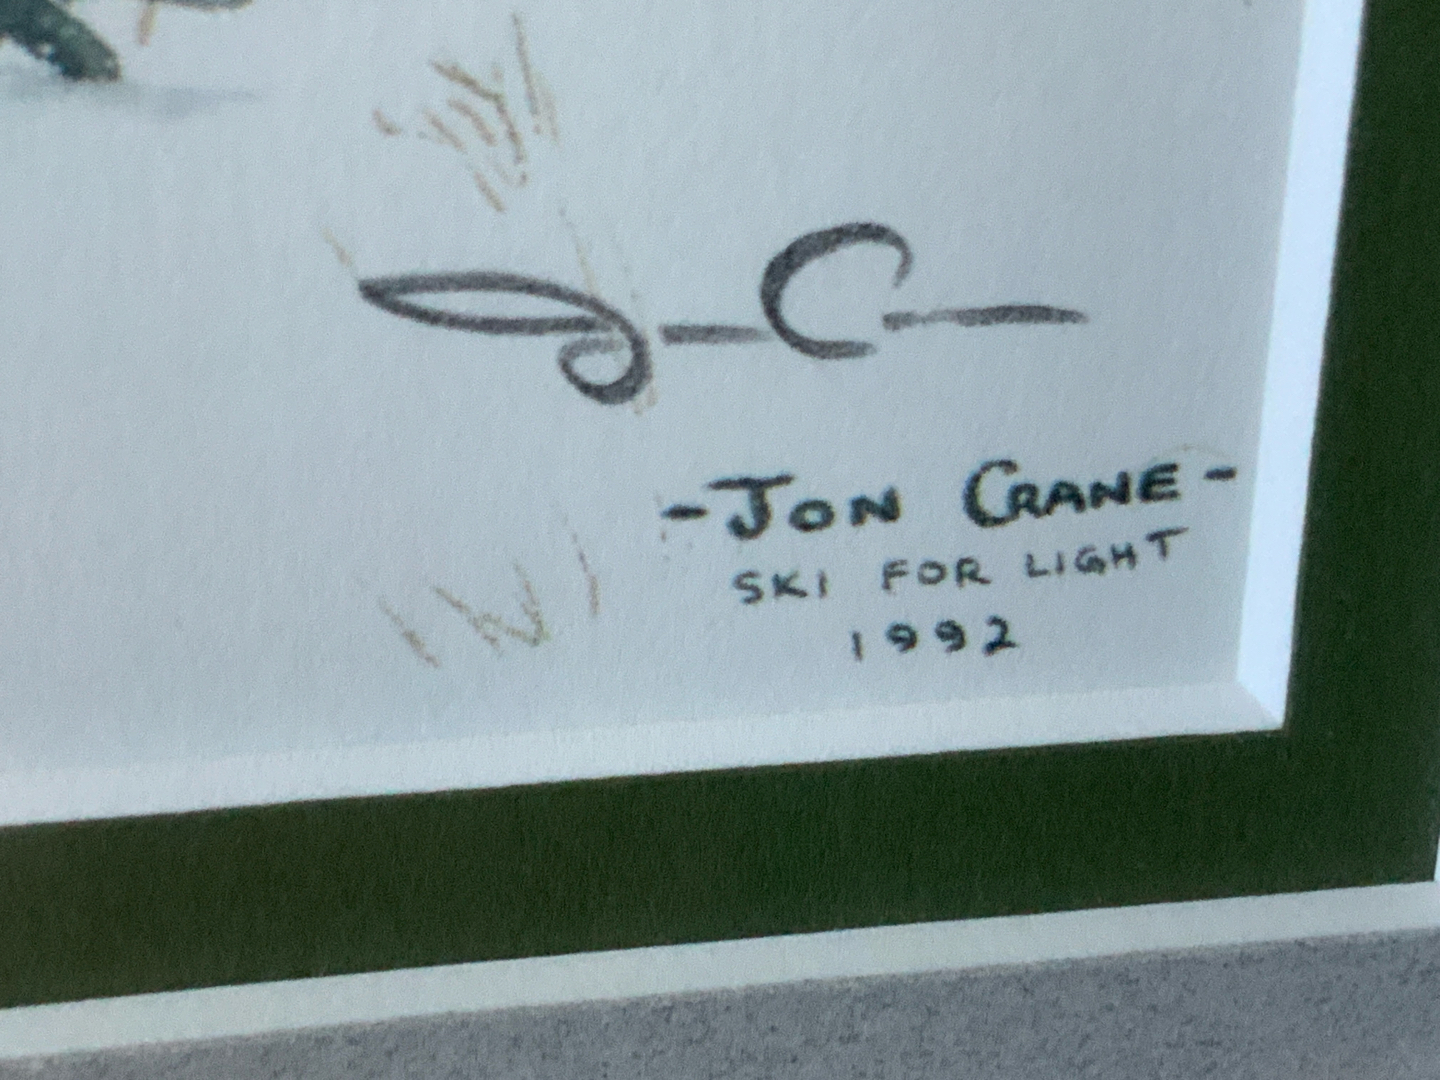 J-C-
-JON CRANE-
SKI FOR LIGHT
1992